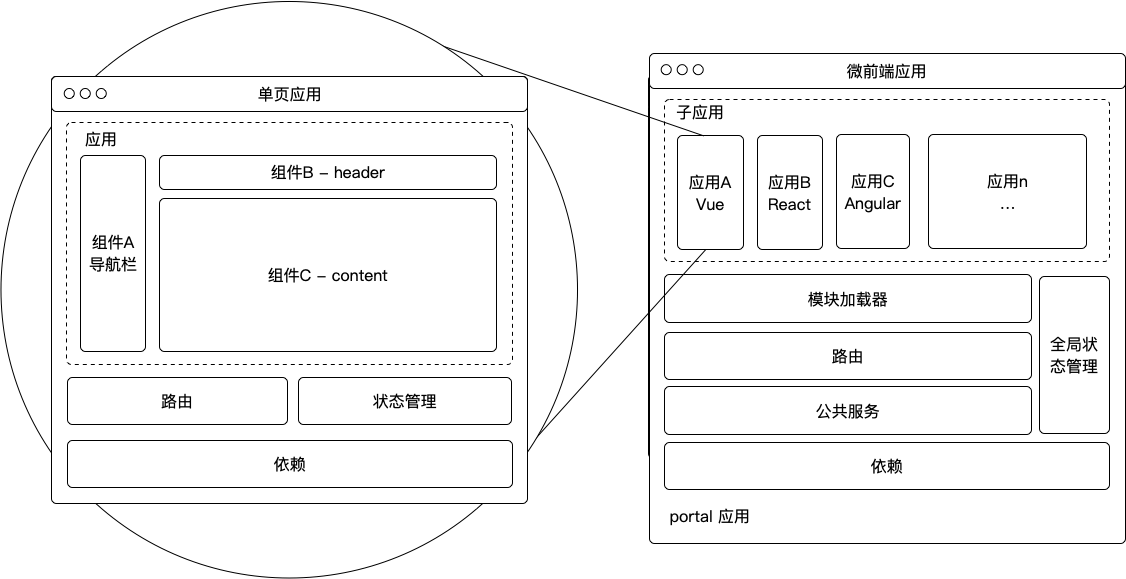 单页应用
应用
组件A
导航栏
组件B – header
组件C – content
路由
状态管理
依赖
微前端应用
子应用
应用A
Vue
应用B
React
应用C
Angular
应用n
...
模块加载器
路由
公共服务
全局状
态管理
依赖
portal 应用